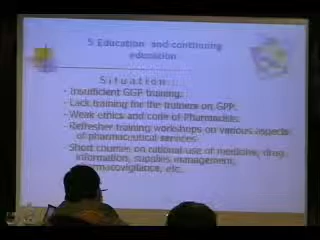 5 Education and continuing
education
Situation :
- Insufficient GGP training.
- Lack training for the trainers on GPP.
- Weak ethics and code of Pharmacists.
- Refresher training workshops on various aspects
of pharmaceutical services
- Short courses on rational use of medicine, drug
information, supplies management,
pharmacovigilance, etc.